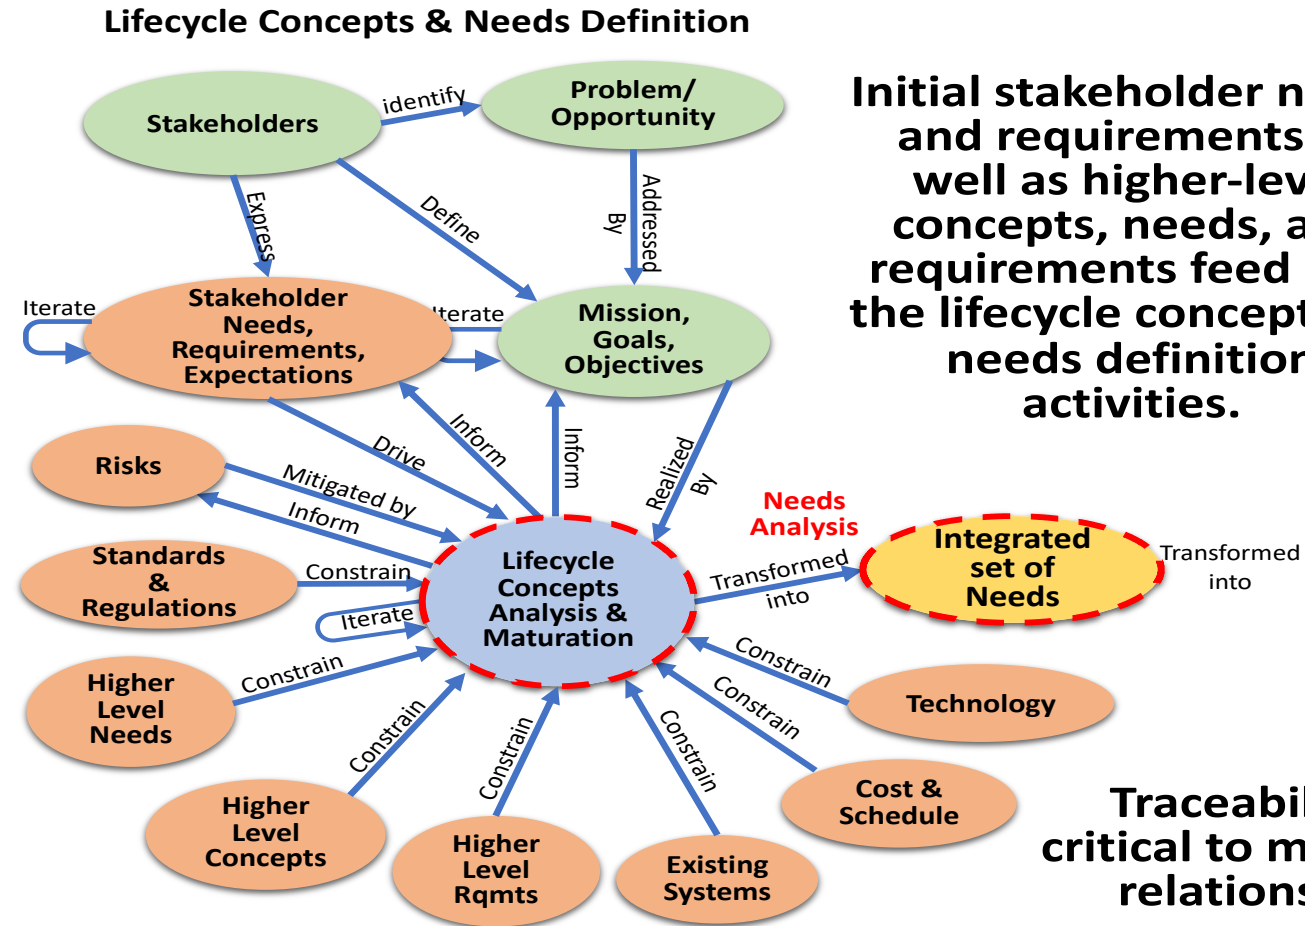 Lifecycle Concepts & Needs Definition
Stakeholders
identify
Problem/
Opportunity
Initial stakeholder n
and requirements
well as higher-lev
concepts, needs, a
requirements feed
the lifecycle concept
needs definition
activities.
Express
Define
Addressed
By
Iterate
Stakeholder
Needs,
Requirements,
Expectations
Iterate
Mission,
Goals,
Objectives
Drive
Inform
Inform
Realized
By
Risks
Mitigated by
Inform
Needs
Analysis
Standards
&
Regulations
Constrain
Iterate
Lifecycle
Concepts
Analysis &
Maturation
Transformed
into
Integrated
set of
Needs
Transformed
into
Higher
Level
Needs
Constrain
Constrain
Technology
Higher
Level
Concepts
Constrain
Higher
Level
Rqmts
Constrain
Existing
Systems
Constrain
Cost &
Schedule
Constrain
Traceabil
critical to m
relations